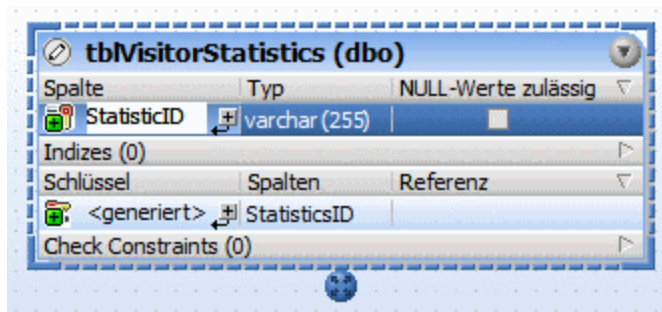 tblVisitorStatistics (dbo)
Spalte Typ NULL-Werte zulässig
StatisticID varchar (255)
Indizes (0)
Schlüssel Spalten Referenz
<generiert> StatisticsID
Check Constraints (0)